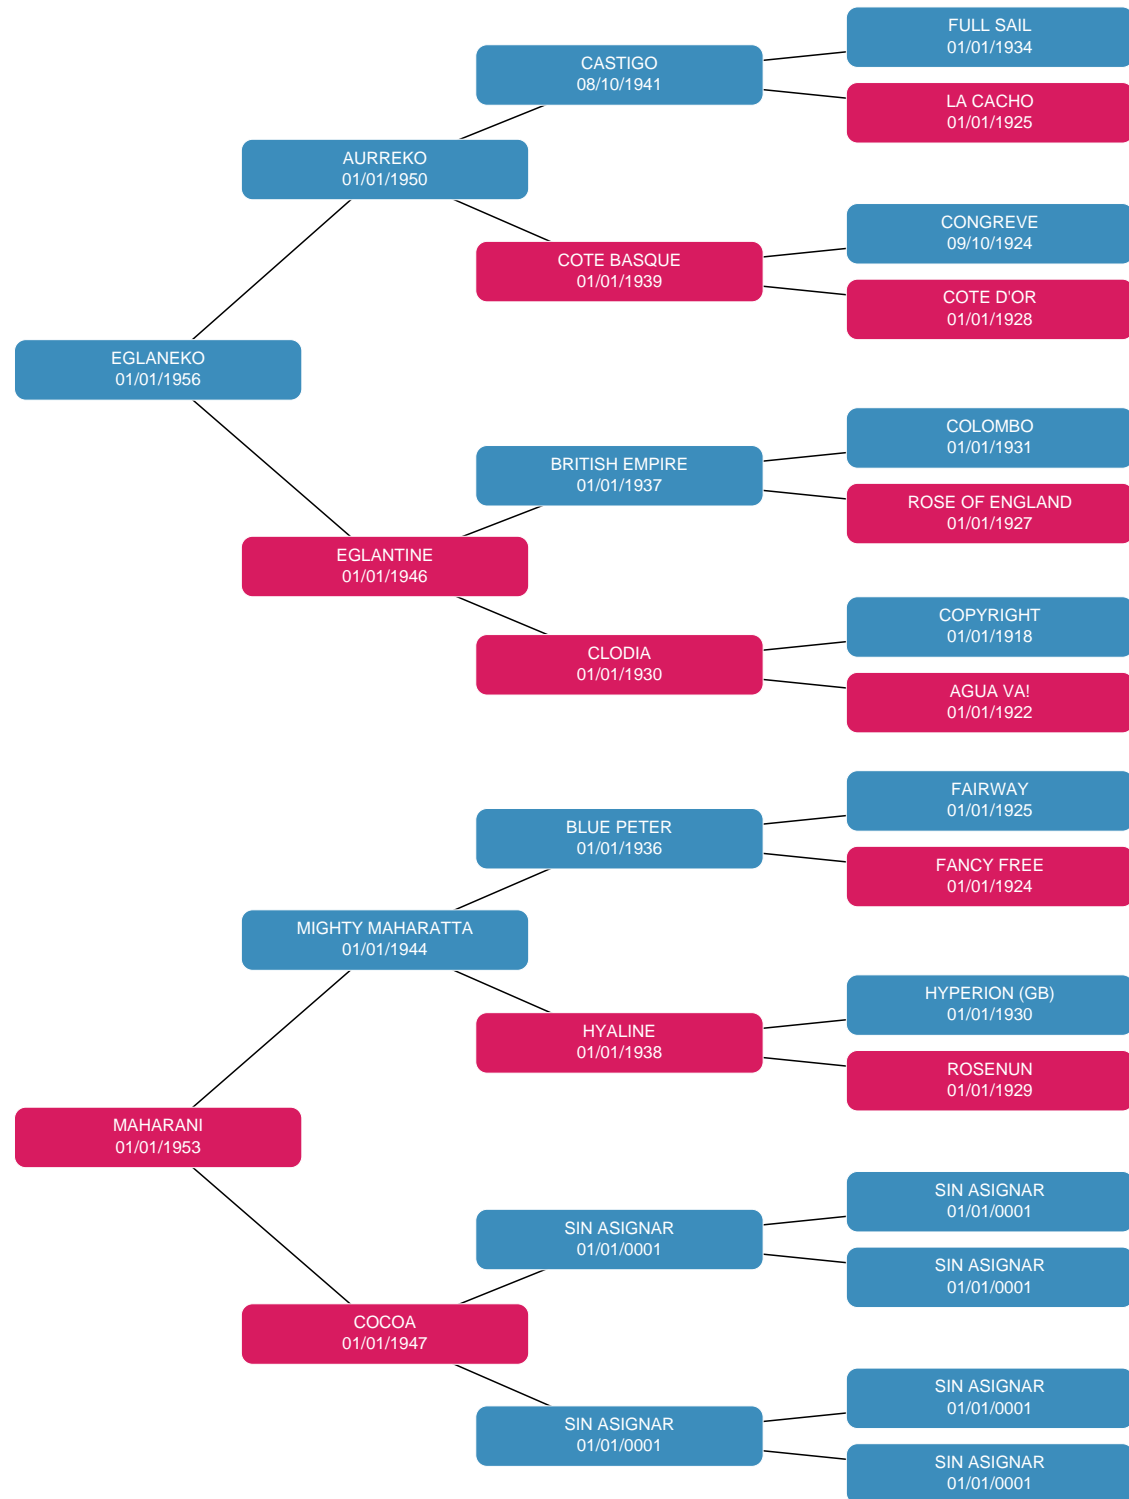 FULL SAIL
01/01/1934
CASTIGO
08/10/1941
LA CACHO
01/01/1925
AURREKO
01/01/1950
CONGREVE
09/10/1924
COTE BASQUE
01/01/1939
COTE D'OR
01/01/1928
EGLANEKO
01/01/1956
COLOMBO
01/01/1931
BRITISH EMPIRE
01/01/1937
ROSE OF ENGLAND
01/01/1927
EGLANTINE
01/01/1946
COPYRIGHT
01/01/1918
CLODIA
01/01/1930
AGUA VA!
01/01/1922
FAIRWAY
01/01/1925
BLUE PETER
01/01/1936
FANCY FREE
01/01/1924
MIGHTY MAHARATTA
01/01/1944
HYPERION (GB)
01/01/1930
HYALINE
01/01/1938
ROSENUN
01/01/1929
MAHARANI
01/01/1953
SIN ASIGNAR
01/01/0001
SIN ASIGNAR
01/01/0001
SIN ASIGNAR
01/01/0001
COCOA
01/01/1947
SIN ASIGNAR
01/01/0001
SIN ASIGNAR
01/01/0001
SIN ASIGNAR
01/01/0001